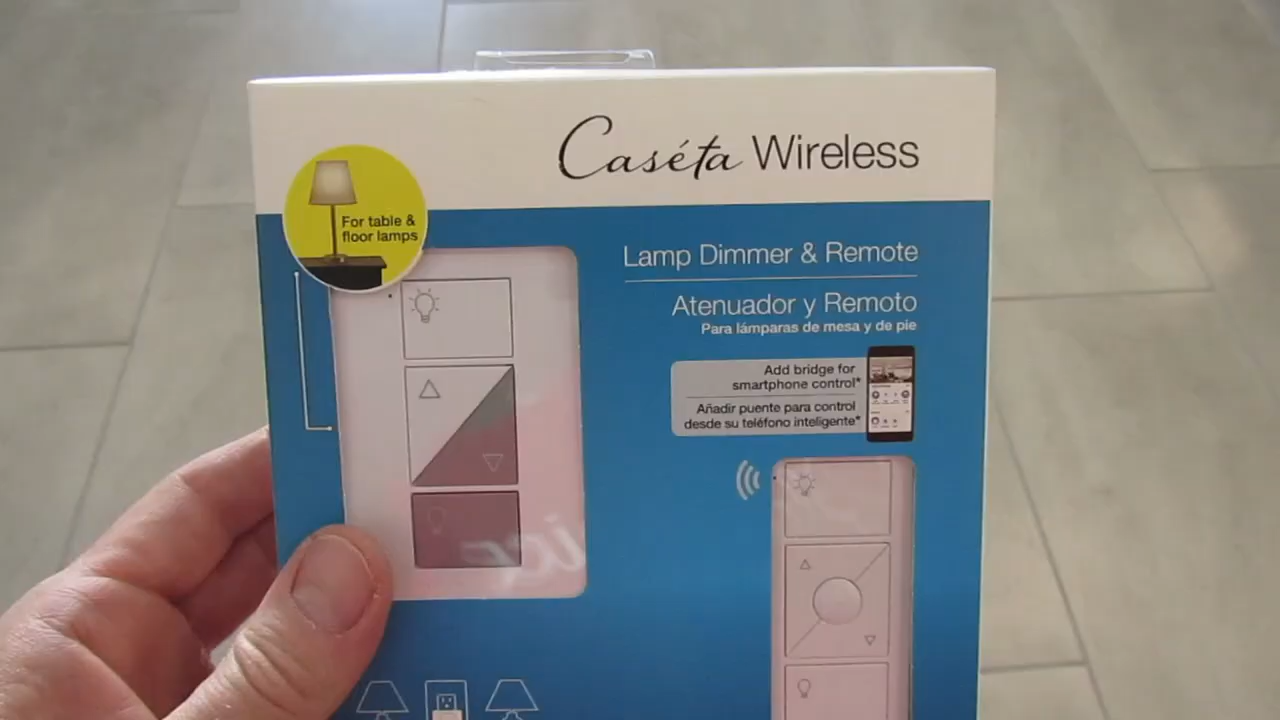 Caséta Wireless
For table &
floor lamps
Lamp Dimmer & Remote
Atenuador y Remoto
Para lámparas de mesa y de pie
Add bridge for
smartphone control*
Añadir puente para control
desde su teléfono inteligente*